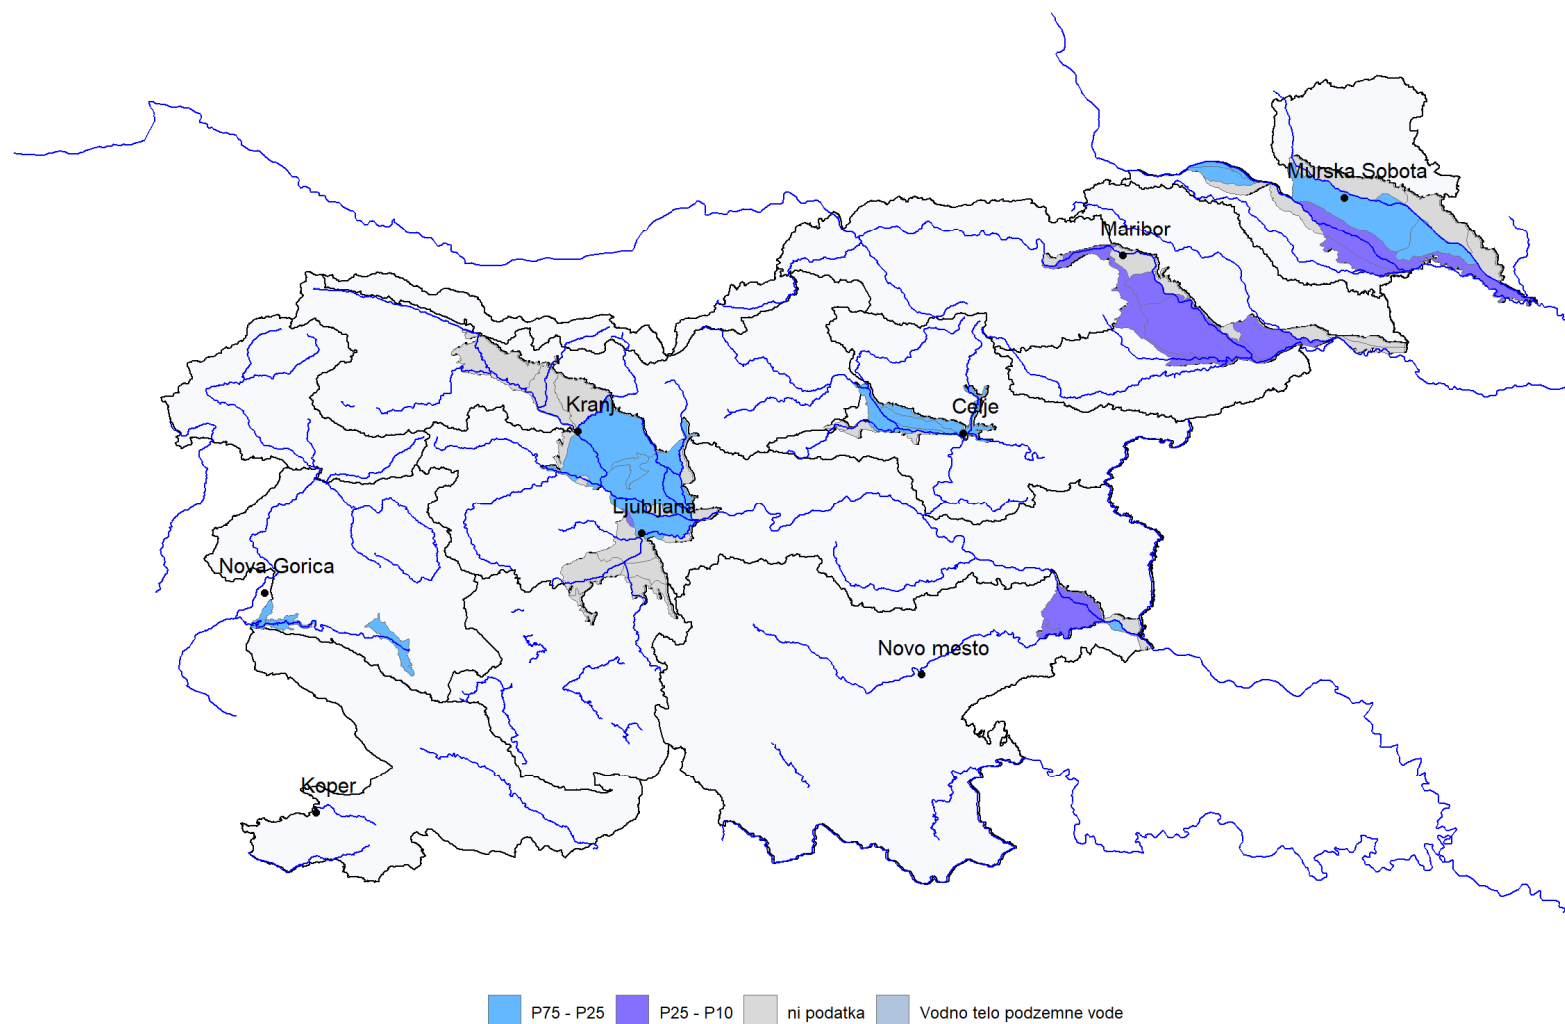 Murska Sobota
Maribor
Kranj
Celje
Ljubljana
Nova Gorica
Novo mesto
Koper
P75 - P25
P25 - P10
ni podatka
Vodno telo podzemne vode